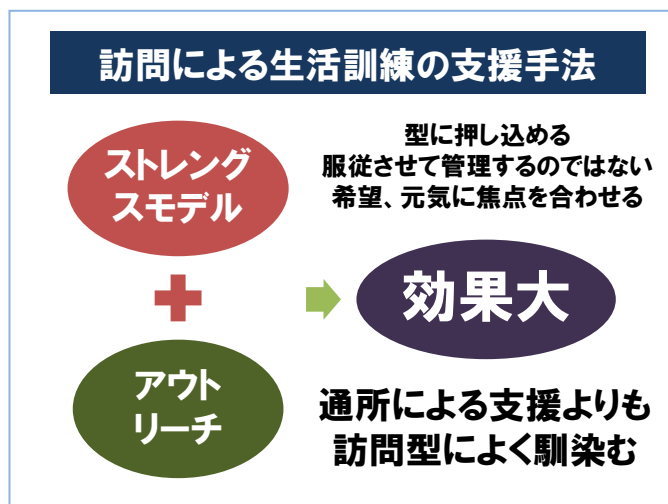 訪問による生活訓練の支援手法
ストレング
スモデル
型に押し込める
服従させて管理するのではない
希望、元気に焦点を合わせる
効果大
アウト
リーチ
通所による支援よりも
訪問型によく馴染む